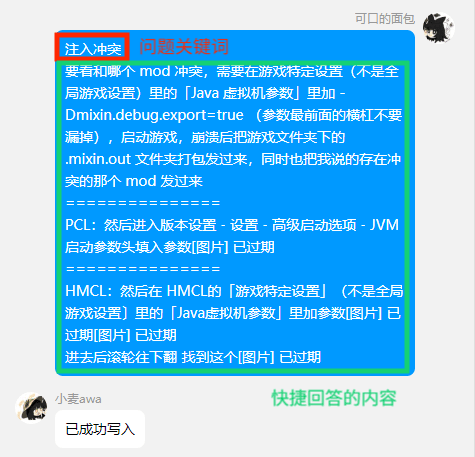 可口的面包
注入冲突
问题关键词
要看和哪个 mod 冲突，需要在游戏特定设置（不是全
局游戏设置）里的「Java 虚拟机参数」里加 -
Dmixin.debug.export=true （参数最前面的横杠不要
漏掉），启动游戏，崩溃后把游戏文件夹下的
.mixin.out 文件夹打包发过来，同时也把我说的存在冲
突的那个 mod 发过来
===============
PCL：然后进入版本设置 - 设置 - 高级启动选项 - JVM
启动参数头填入参数[图片] 已过期
===============
HMCL：然后在 HMCL的「游戏特定设置」（不是全局
游戏设置〕里的「Java虚拟机参数」里加参数[图片] 已
过期[图片] 已过期
进去后滚轮往下翻 找到这个[图片] 已过期
快捷回答的内容
小麦awa
已成功写入